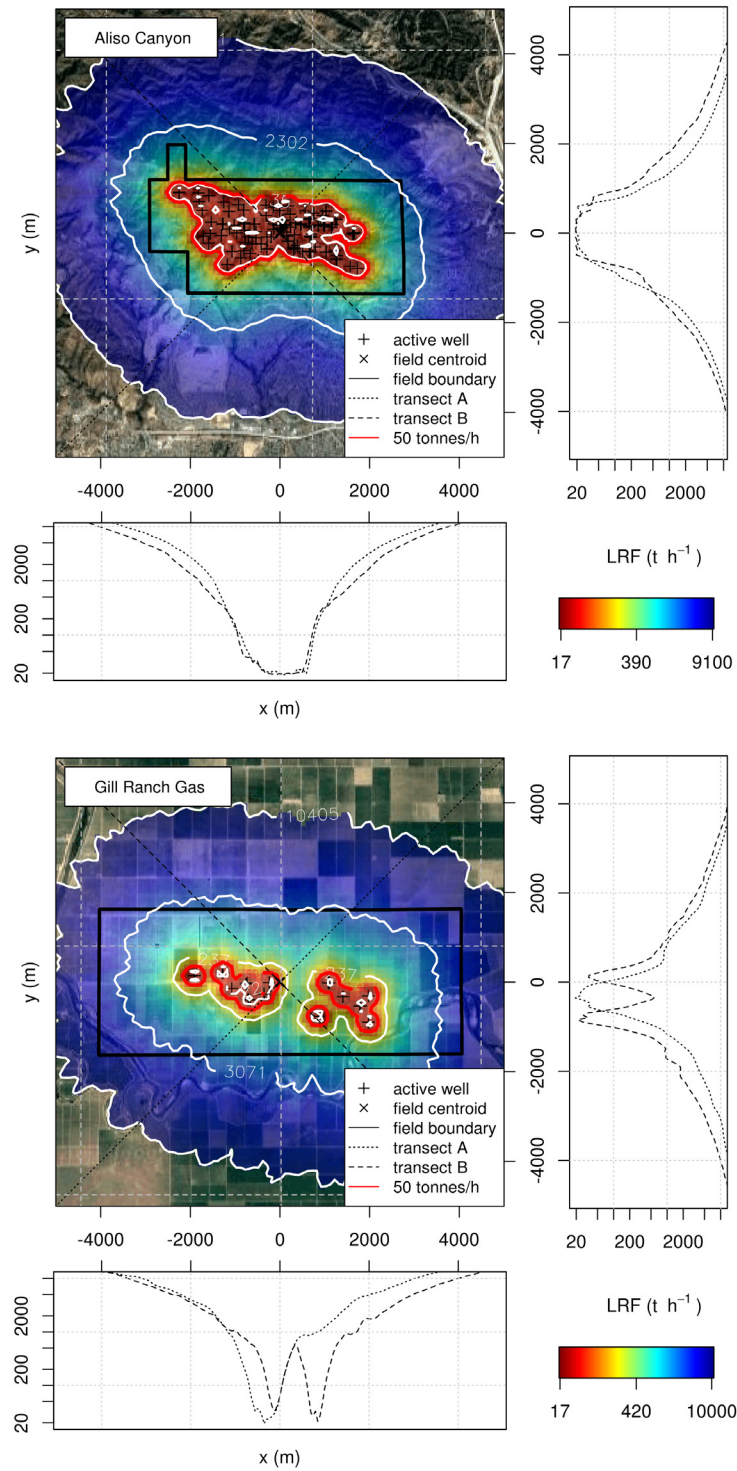 Aliso Canyon
2302
y (m)
active well
field centroid
field boundary
transect A
transect B
50 tonnes/h
-4000 -2000 0 2000 4000
4000
2000
0
-2000
-4000
20 200 2000
2000
200
20
x (m)
LRF (t h⁻¹)
17 390 9100
Gill Ranch Gas
10405
3071
y (m)
active well
field centroid
field boundary
transect A
transect B
50 tonnes/h
-4000 -2000 0 2000 4000
4000
2000
0
2000
-4000
20 200 2000
2000
200
20
x (m)
LRF (t h⁻¹)
17 420 10000